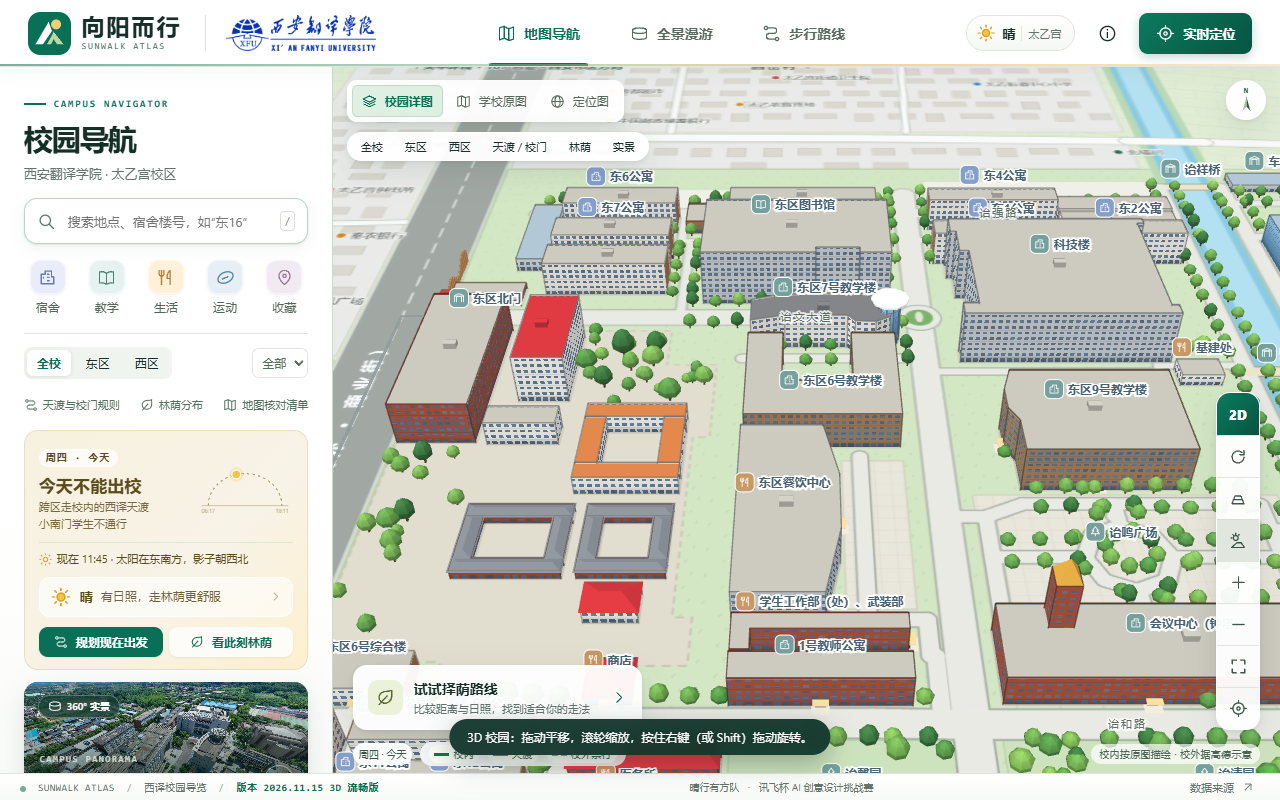 向阳而行
SUNWALK ATLAS
西安翻译学院
XI' AN FANYI UNIVERSITY
XFU
地图导航
全景漫游
步行路线
晴 太乙宫
实时定位
CAMPUS NAVIGATOR
校园导航
西安翻译学院 · 太乙宫校区
搜索地点、宿舍楼号，如“东16” /
宿舍 教学 生活 运动 收藏
全校 东区 西区 全部
天渡与校门规则 林荫分布 地图核对清单
周四 · 今天
今天不能出校
跨区走校内的西译天渡
小南门学生不通行
现在 11:45 · 太阳在东南方，影子朝西北
晴 有日照，走林荫更舒服
规划现在出发 看此刻林荫
360° 实景
CAMPUS PANORAMA
校园详图 学校原图 定位图
全校 东区 西区 天渡 / 校门 林荫 实景
N
东6公寓
东4公寓
诒祥桥
东7公寓
东区图书馆
诒强路
东2公寓
科技楼
东区北门
东区7号教学楼
诒文大道
基建处
东区6号教学楼
东区9号教学楼
2D
东区餐饮中心
诒鸣广场
学生工作部（处）、武装部
会议中心
东区6号综合楼
1号教师公寓
商店
试试择荫路线
比较距离与日照，找到适合你的走法
诒和路
3D 校园：拖动平移，滚轮缩放，按住右键（或 Shift）拖动旋转。
周四 · 今天
校内按原图描绘 · 校外据高德示意
SUNWALK ATLAS / 西译校园导览 / 版本 2026.11.15 3D 流畅版
晴行有方队 · 讯飞杯 AI 创意设计挑战赛
数据来源